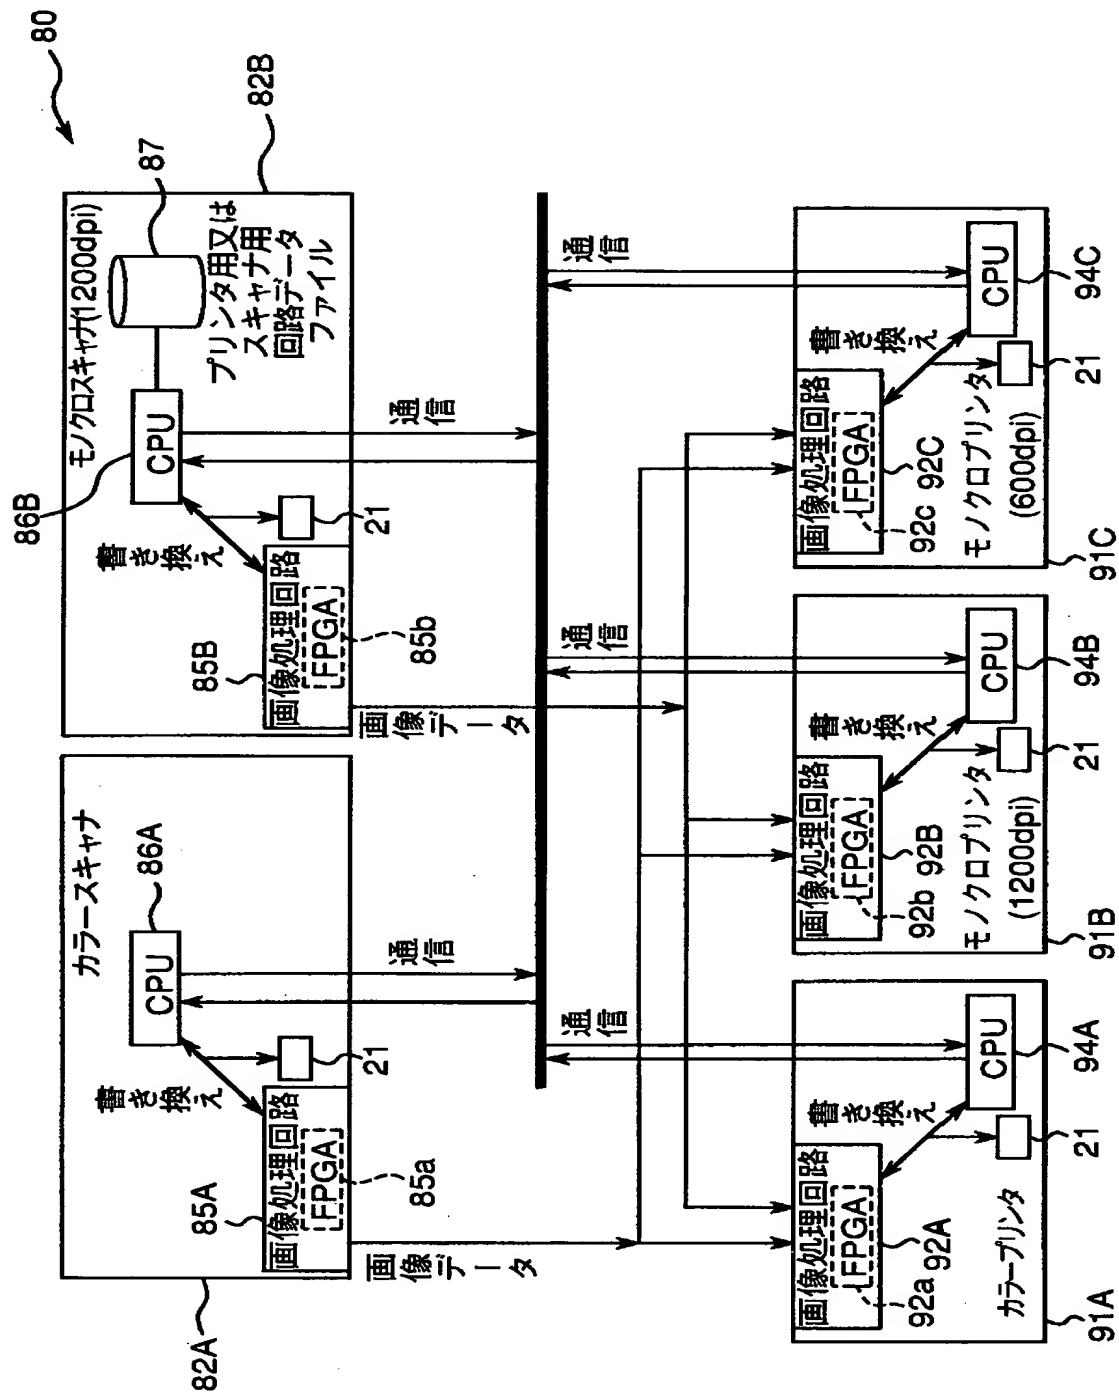 80
82A
カラースキャナ
86A
CPU
書き換え
21
85A
画像処理回路
FPGA
85a
通信
画像データ
82B
モノクロスキャナ(1200dpi)
87
プリンタ用又は
スキャナ用
回路データ
ファイル
86B
CPU
書き換え
21
85B
画像処理回路
FPGA
85b
通信
画像データ
通信
画像処理回路
FPGA
92a
92A
書き換え
CPU
94A
21
カラープリンタ
91A
通信
画像処理回路
FPGA
92b
92B
書き換え
CPU
94B
21
モノクロプリンタ
(1200dpi)
91B
通信
画像処理回路
FPGA
92c
92C
書き換え
CPU
94C
21
モノクロプリンタ
(600dpi)
91C